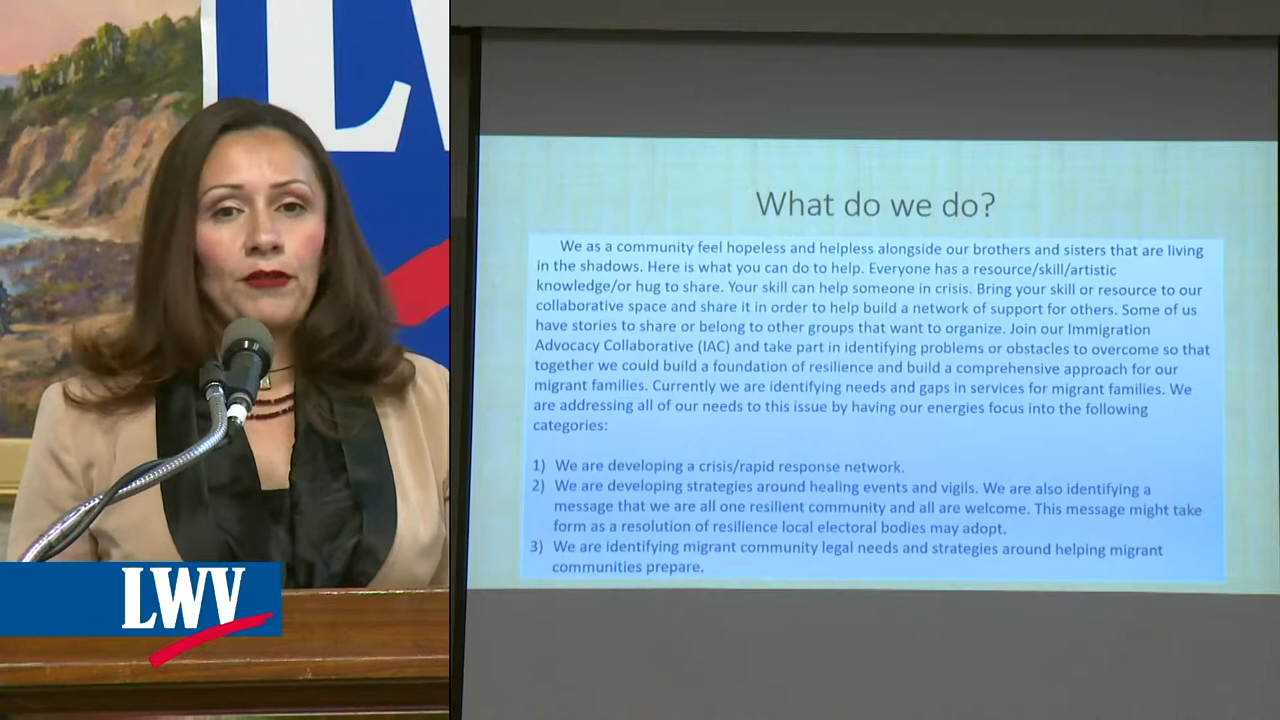 LWV
What do we do?
We as a community feel hopeless and helpless alongside our brothers and sisters that are living
in the shadows. Here is what you can do to help. Everyone has a resource/skill/artistic
knowledge/or hug to share. Your skill can help someone in crisis. Bring your skill or resource to our
collaborative space and share it in order to help build a network of support for others. Some of us
have stories to share or belong to other groups that want to organize. Join our Immigration
Advocacy Collaborative (IAC) and take part in identifying problems or obstacles to overcome so that
together we could build a foundation of resilience and build a comprehensive approach for our
migrant families. Currently we are identifying needs and gaps in services for migrant families. We
are addressing all of our needs to this issue by having our energies focus into the following
categories:
1) We are developing a crisis/rapid response network.
2) We are developing strategies around healing events and vigils. We are also identifying a
message that we are all one resilient community and all are welcome. This message might take
form as a resolution of resilience local electoral bodies may adopt.
3) We are identifying migrant community legal needs and strategies around helping migrant
communities prepare.
LWV